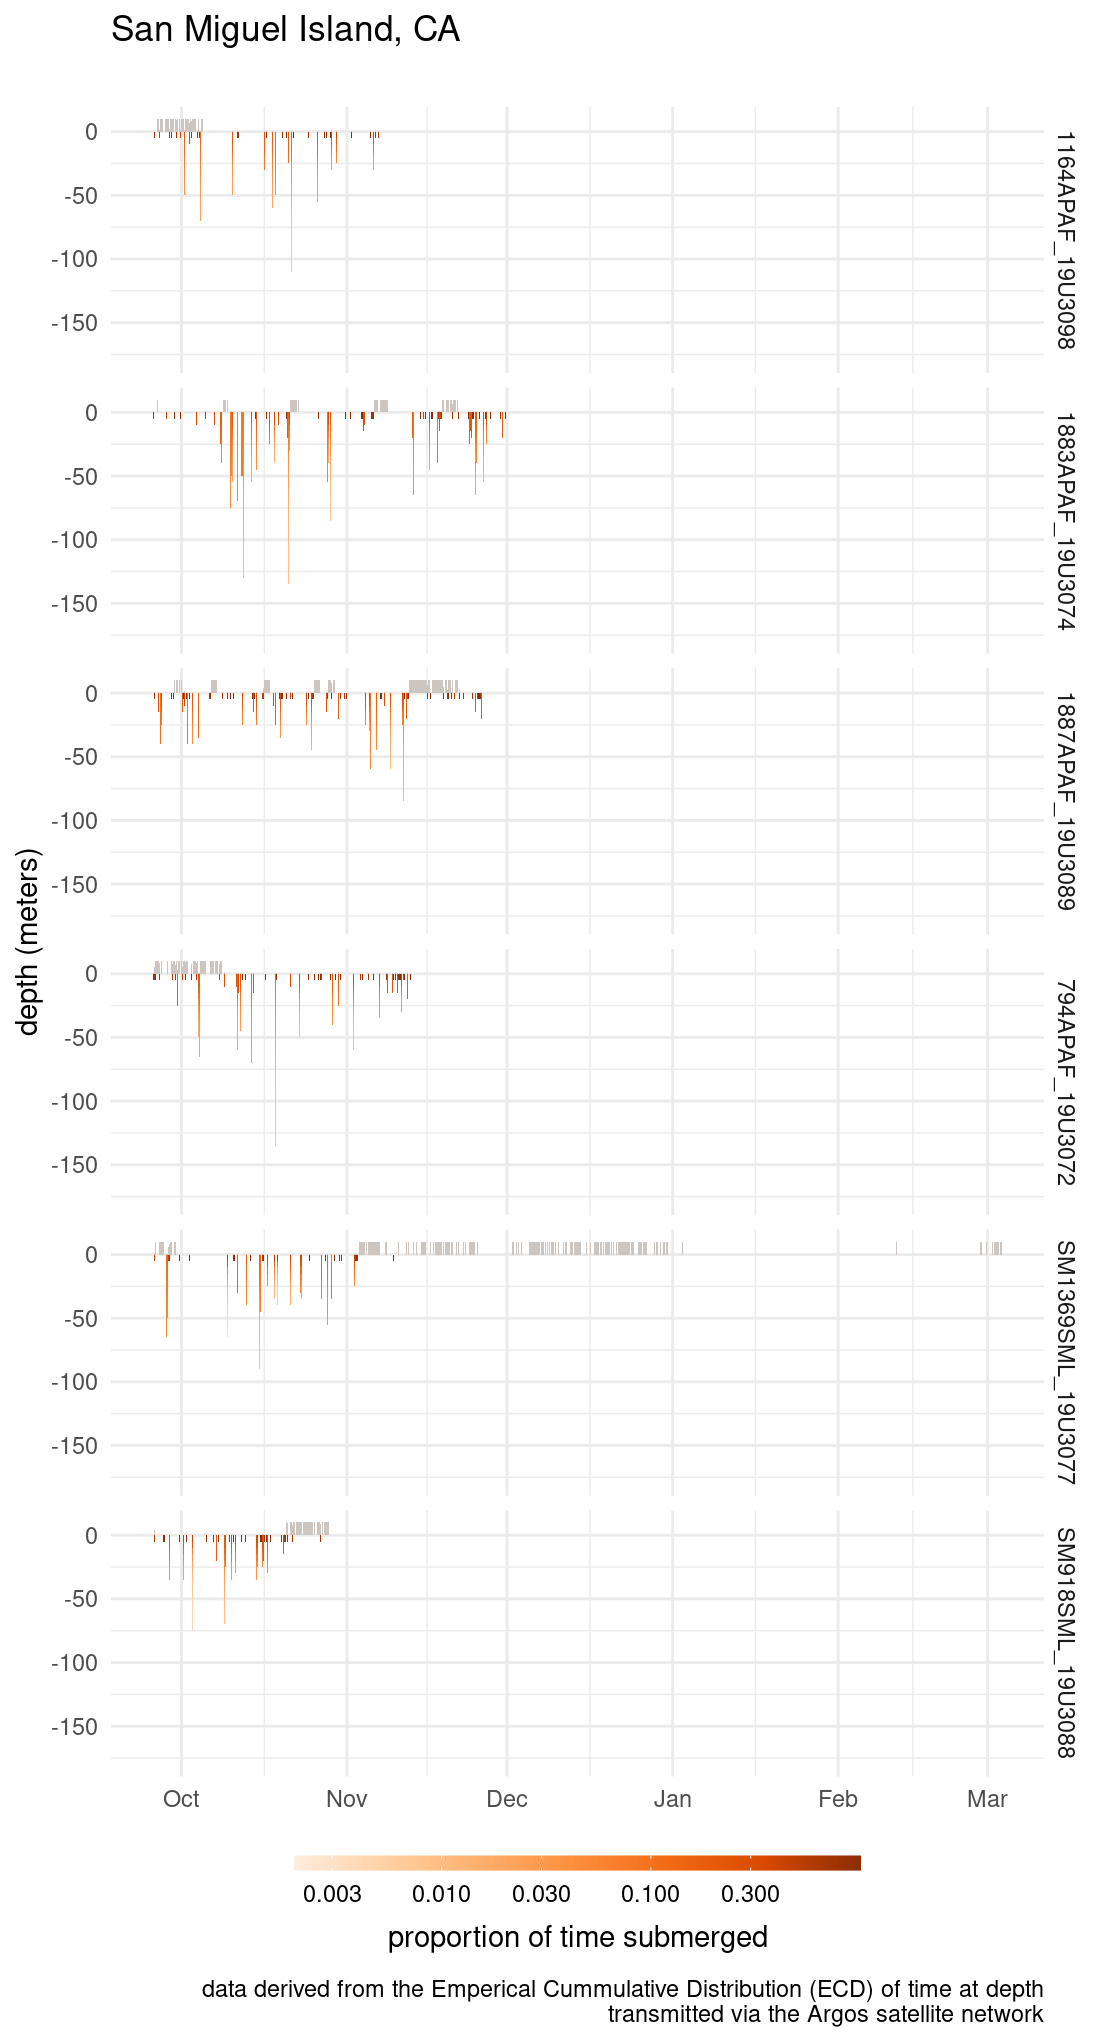 San Miguel Island, CA
0
-50
-100
-150
1164APAF_19U3098
0
-50
-100
-150
1883APAF_19U3074
0
-50
-100
-150
1887APAF_19U3089
depth (meters)
0
-50
-100
-150
794APAF_19U3072
0
-50
-100
-150
SM1369SML_19U3077
0
-50
-100
-150
SM918SML_19U3088
Oct Nov Dec Jan Feb Mar
0.003 0.010 0.030 0.100 0.300
proportion of time submerged
data derived from the Emperical Cummulative Distribution (ECD) of time at depth
transmitted via the Argos satellite network